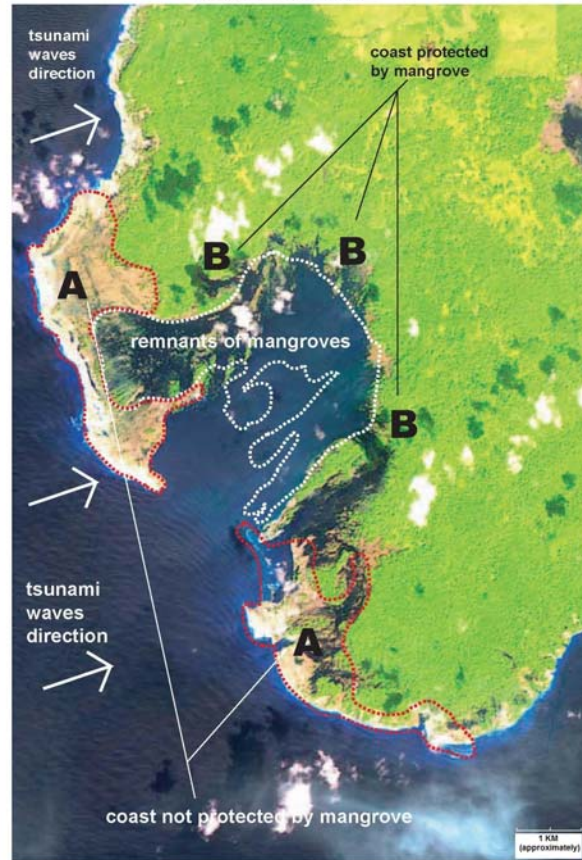 tsunami
waves
direction
coast protected
by mangrove
B
B
A
remnants of mangroves
B
tsunami
waves
direction
A
coast not protected by mangrove
1 KM
(approximately)